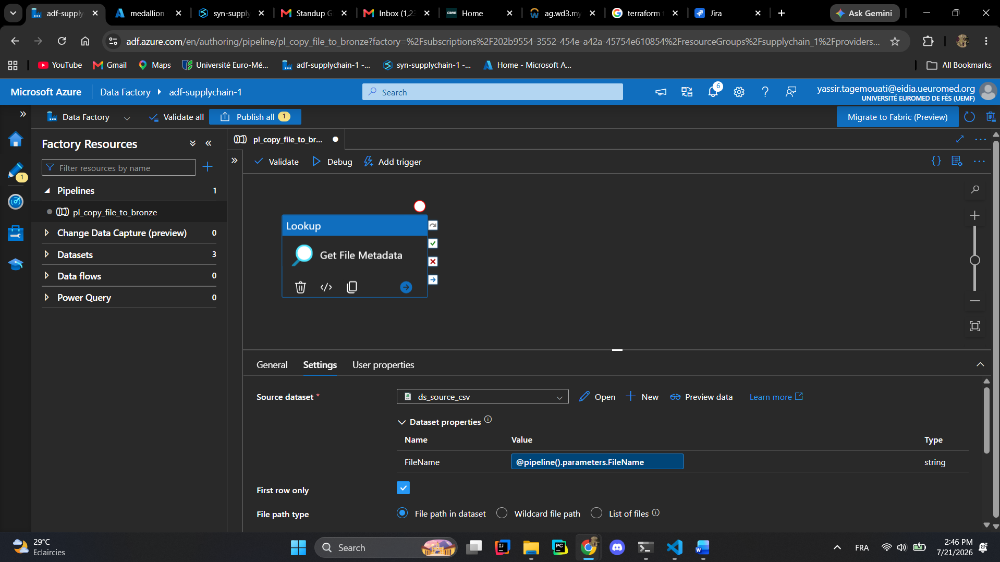 adf-supply
medallion
syn-supply
Standup G
Inbox (1,23
Home
ag.wd3.my
terraform t
Jira
Ask Gemini
adf.azure.com/en/authoring/pipeline/pl_copy_file_to_bronze?factory=%2Fsubscriptions%2F202b9554-3552-454e-a42a-45754e610854%2FresourceGroups%2Fsupplychain_1%2Fproviders...
YouTube
Gmail
Maps
Université Euro-Mé...
adf-supplychain-1 -...
syn-supplychain-1 -...
Home - Microsoft A...
All Bookmarks
Microsoft Azure
Data Factory
adf-supplychain-1
Search
6
yassir.tagemouati@eidia.ueuromed.org
UNIVERSITÉ EUROMED DE FÈS (UEMF)
Data Factory
Validate all
Publish all 1
Migrate to Fabric (Preview)
Factory Resources
Filter resources by name
1
Pipelines 1
pl_copy_file_to_bronze
Change Data Capture (preview) 0
Datasets 3
Data flows 0
Power Query 0
pl_copy_file_to_br...
Validate
Debug
Add trigger
Lookup
Get File Metadata
General
Settings
User properties
Source dataset *
ds_source_csv
Open
New
Preview data
Learn more
Dataset properties
Name Value Type
FileName @pipeline().parameters.FileName string
First row only
File path type
File path in dataset
Wildcard file path
List of files
29°C
Eclaircies
Search
FRA
2:46 PM
7/21/2026